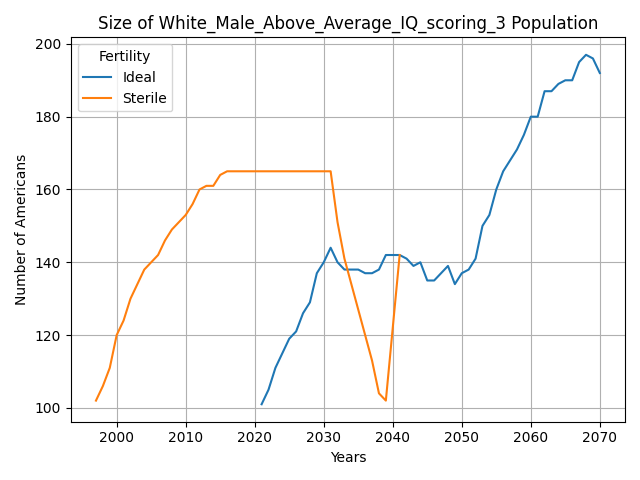 Size of White_Male_Above_Average_IQ_scoring_3 Population
Fertility
Ideal
Sterile
Number of Americans
200
180
160
140
120
100
2000 2010 2020 2030 2040 2050 2060 2070
Years